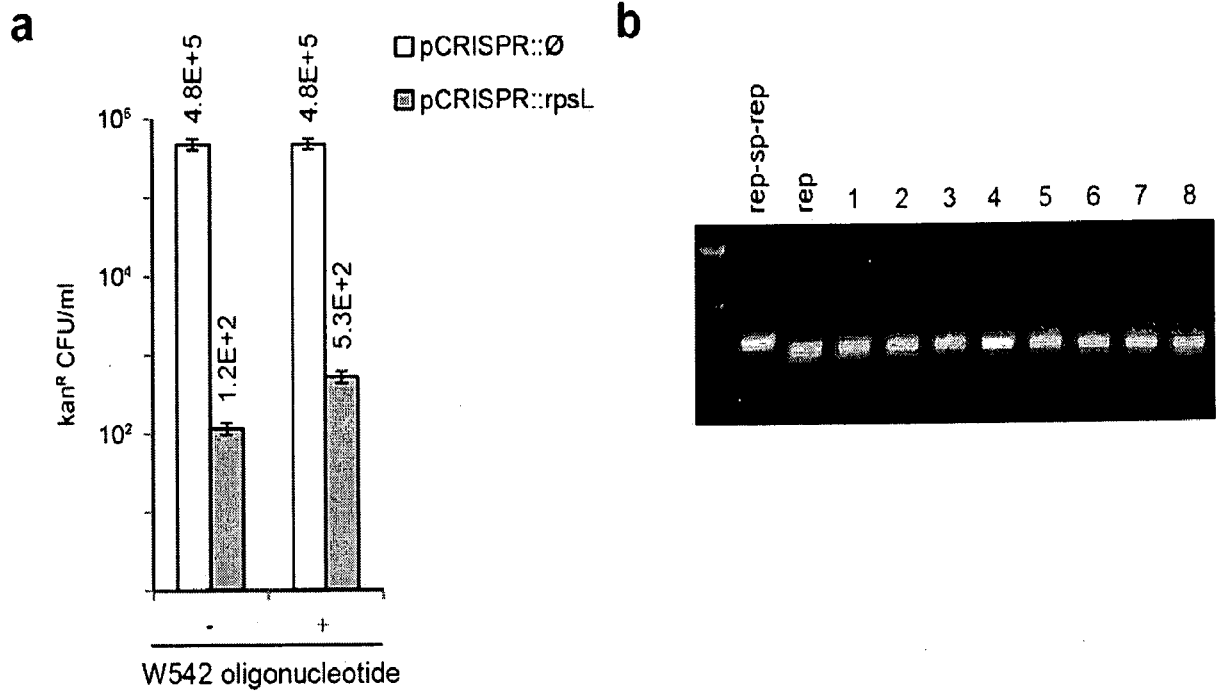 a
4.8E+5
4.8E+5
pCRISPR::Ø
pCRISPR::rpsL
10⁶
10⁴
10²
kanᴿ CFU/ml
1.2E+2
5.3E+2
-
+
W542 oligonucleotide
b
rep-sp-rep
rep
1 2 3 4 5 6 7 8